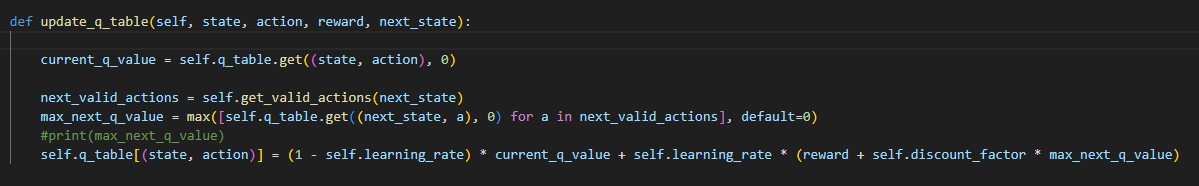 def update_q_table(self, state, action, reward, next_state):
current_q_value = self.q_table.get((state, action), 0)
next_valid_actions = self.get_valid_actions(next_state)
max_next_q_value = max([self.q_table.get((next_state, a), 0) for a in next_valid_actions], default=0)
#print(max_next_q_value)
self.q_table[(state, action)] = (1 - self.learning_rate) * current_q_value + self.learning_rate * (reward + self.discount_factor * max_next_q_value)